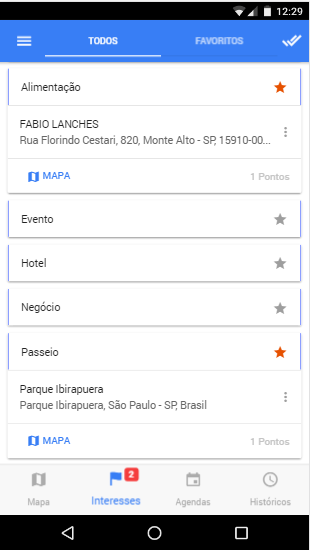 12:29
TODOS FAVORITOS
Alimentação
FABIO LANCHES
Rua Florindo Cestari, 820, Monte Alto - SP, 15910-00...
MAPA 1 Pontos
Evento
Hotel
Negócio
Passeio
Parque Ibirapuera
Parque Ibirapuera, São Paulo - SP, Brasil
MAPA 1 Pontos
2
Mapa Interesses Agendas Históricos